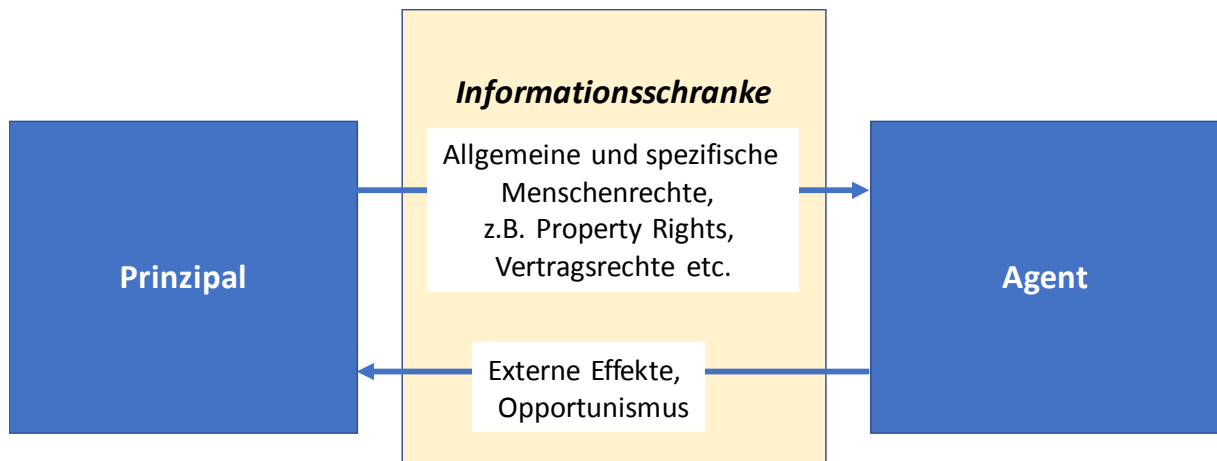 Informationsschranke
Prinzipal
Allgemeine und spezifische
Menschenrechte,
z.B. Property Rights,
Vertragsrechte etc.
Agent
Externe Effekte,
Opportunismus